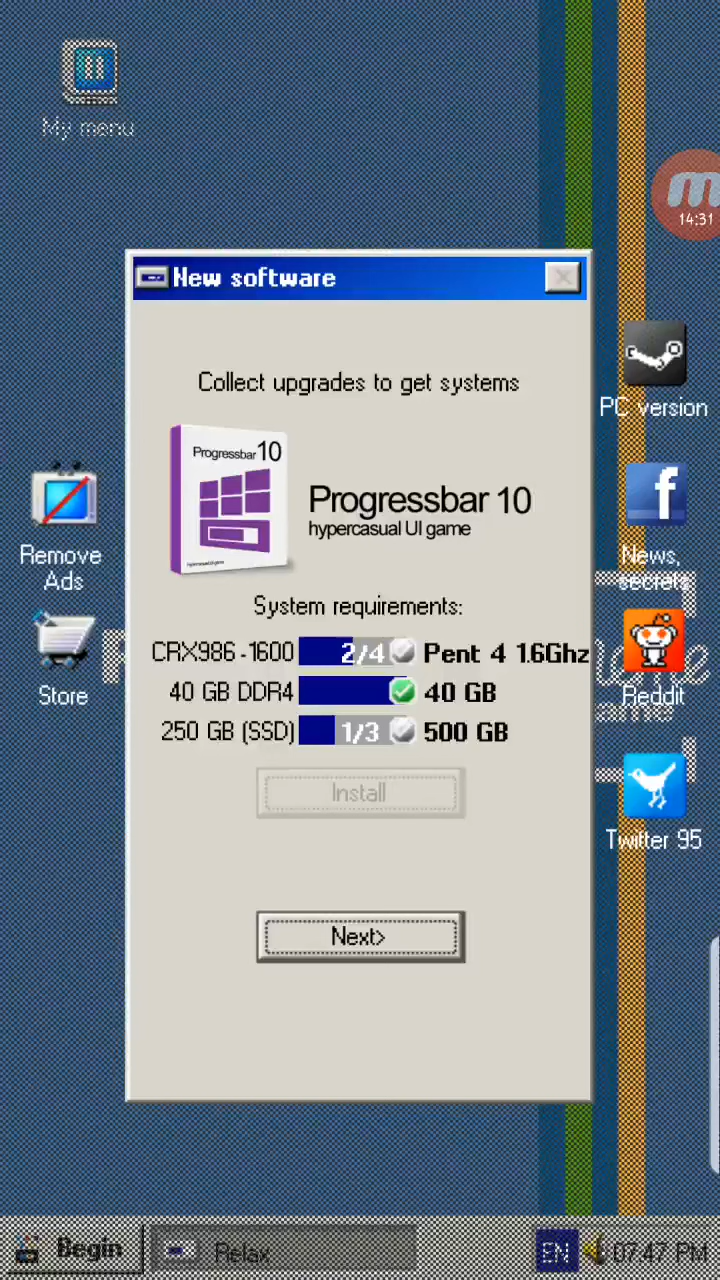 My menu
14:31
New software
Collect upgrades to get systems
PC version
Progressbar 10
Progressbar 10
hypercasual UI game
Remove
Ads
News,
secrets
System requirements:
CRX986-1600 2/4 Pent 4 1.6Ghz
40 GB DDR4 40 GB
Store
Reddit
250 GB (SSD) 1/3 500 GB
Install
Twitter 95
Next>
Begin
Relax
EN
07:47 PM